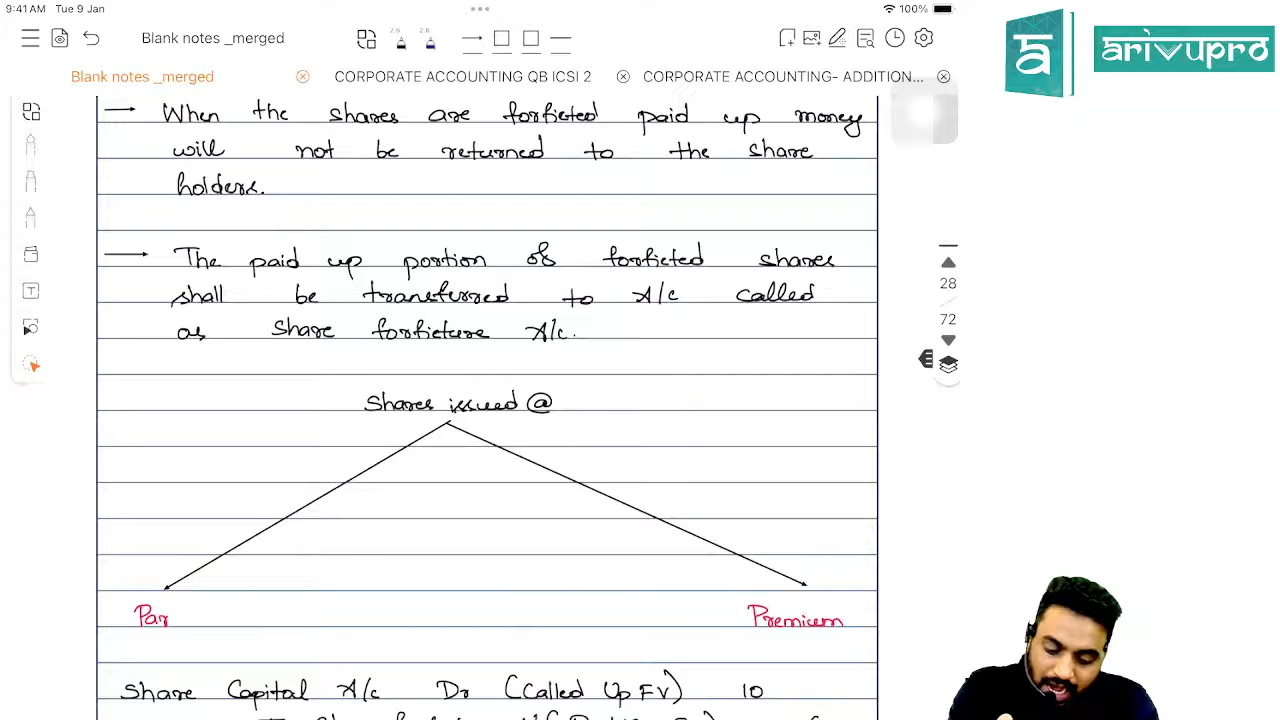 9:41 AM Tue 9 Jan
100%
Blank notes _merged
Blank notes _merged
CORPORATE ACCOUNTING QB ICSI 2
CORPORATE ACCOUNTING- ADDITION...
arivupro
When the shares are forficted paid up money
will not be returned to the share
holders.
The paid up portion of forficted shares
shall be transferred to A/c called
as Share forficture A/c.
28
72
Shares issued @
Par
Premium
Share Capital A/c Dr (Called Up FV) 10